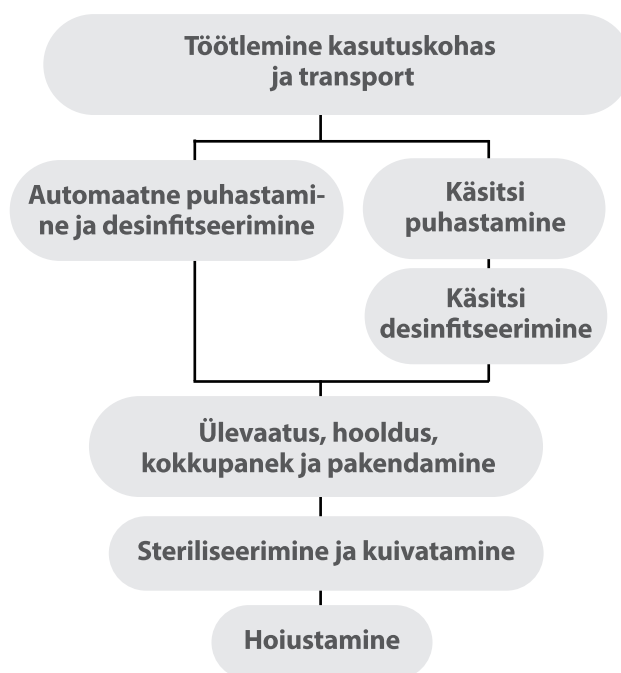 Töötlemine kasutuskohas
ja transport
Automaatne puhastami-
ne ja desinfitseerimine
Käsitsi
puhastamine
Käsitsi
desinfitseerimine
Ülevaatus, hooldus,
kokkupanek ja pakendamine
Steriliseerimine ja kuivatamine
Hoiustamine